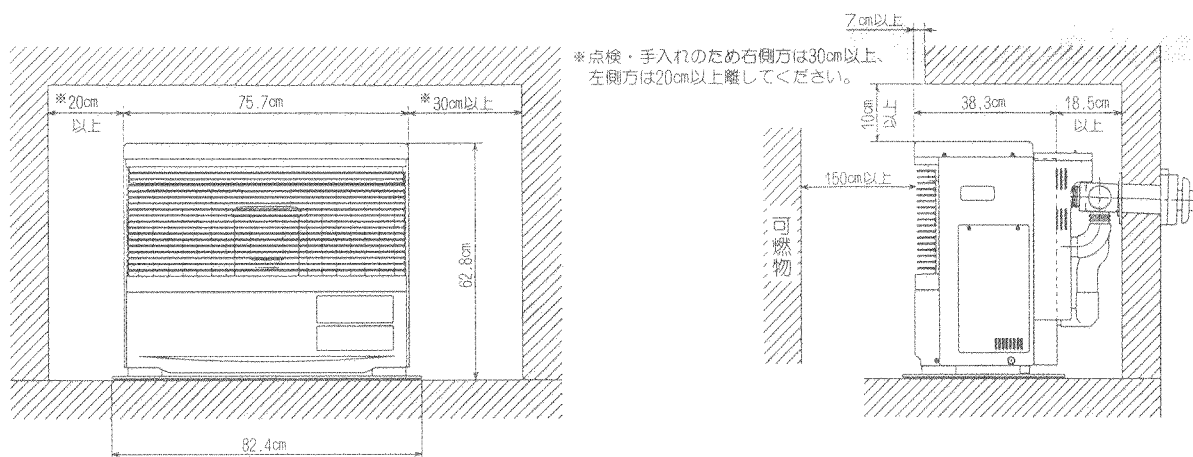 7cm以上
※点検・手入れのため右側方は30cm以上、
左側方は20cm以上離してください。
※20cm
以上
75.7cm
※30cm以上
62.8cm
82.4cm
10cm
以上
38.3cm
18.5cm
以上
150cm以上
可燃物